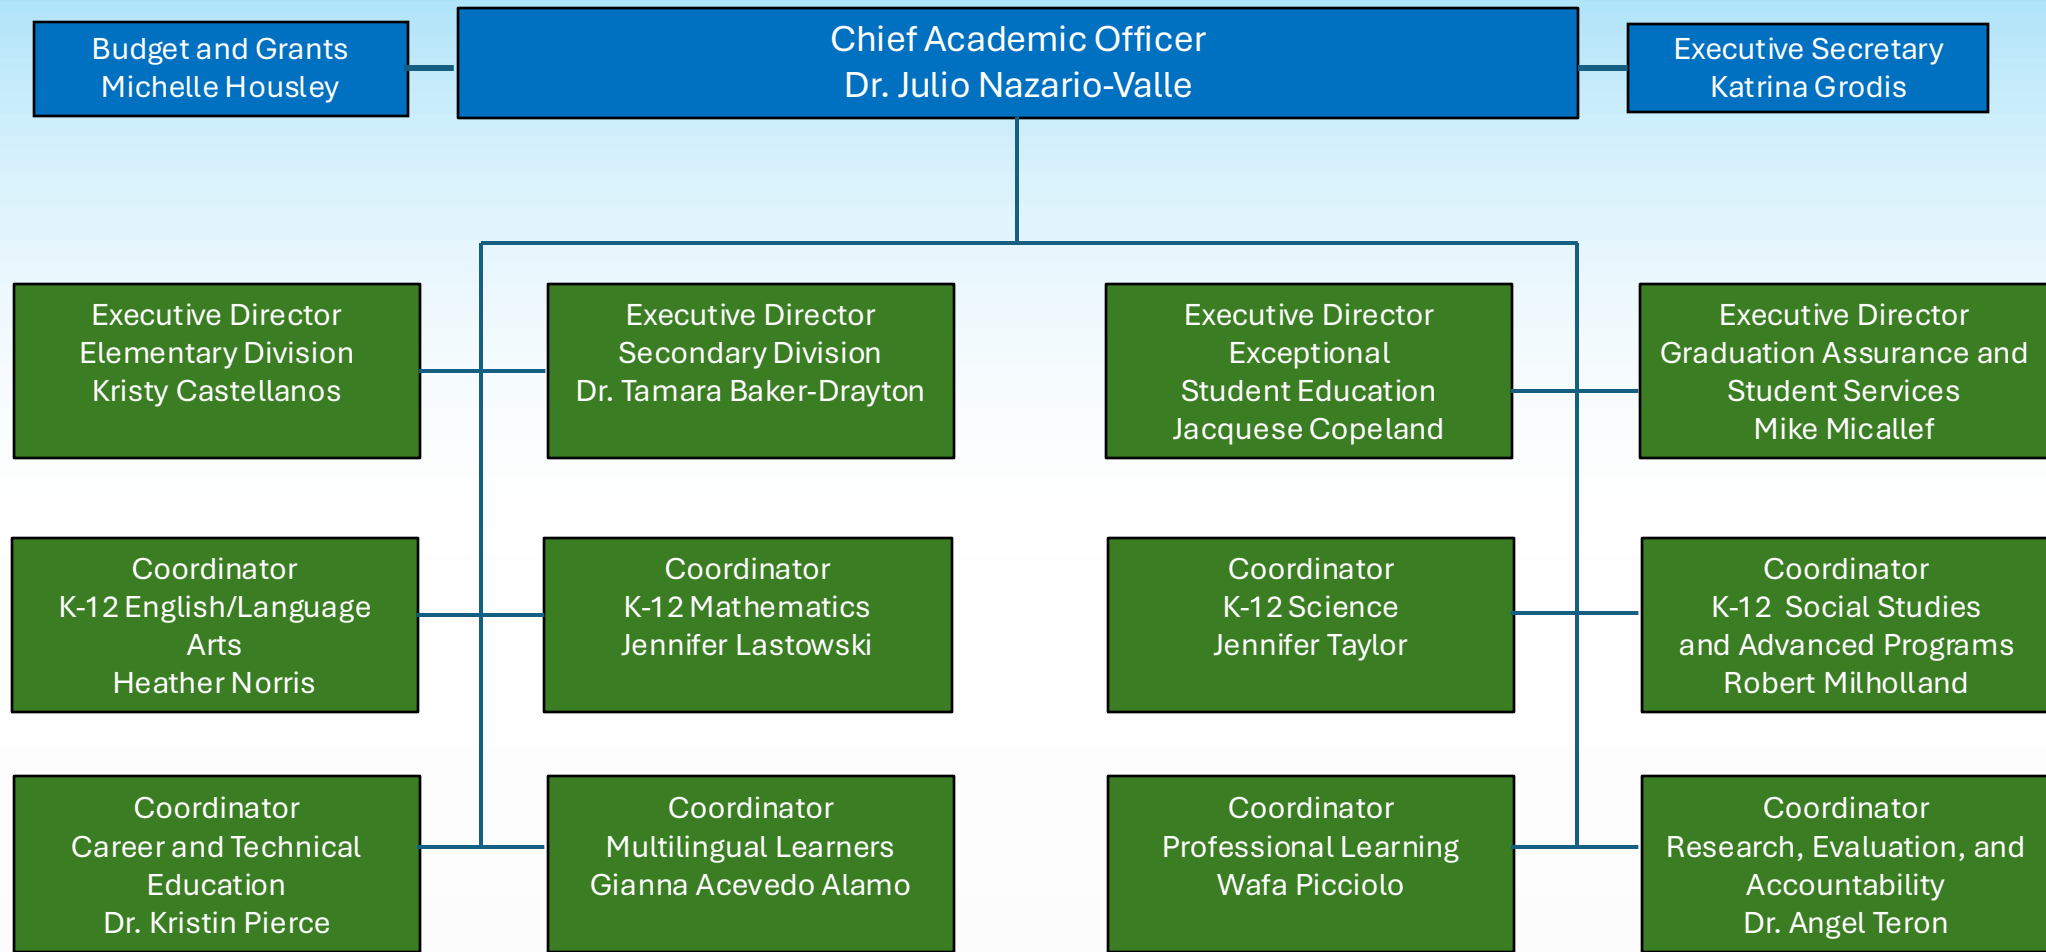 Budget and Grants
Michelle Housley
Chief Academic Officer
Dr. Julio Nazario-Valle
Executive Secretary
Katrina Grodis
Executive Director
Elementary Division
Kristy Castellanos
Executive Director
Secondary Division
Dr. Tamara Baker-Drayton
Executive Director
Exceptional
Student Education
Jacquese Copeland
Executive Director
Graduation Assurance and
Student Services
Mike Micallef
Coordinator
K-12 English/Language
Arts
Heather Norris
Coordinator
K-12 Mathematics
Jennifer Lastowski
Coordinator
K-12 Science
Jennifer Taylor
Coordinator
K-12 Social Studies
and Advanced Programs
Robert Milholland
Coordinator
Career and Technical
Education
Dr. Kristin Pierce
Coordinator
Multilingual Learners
Gianna Acevedo Alamo
Coordinator
Professional Learning
Wafa Picciolo
Coordinator
Research, Evaluation, and
Accountability
Dr. Angel Teron